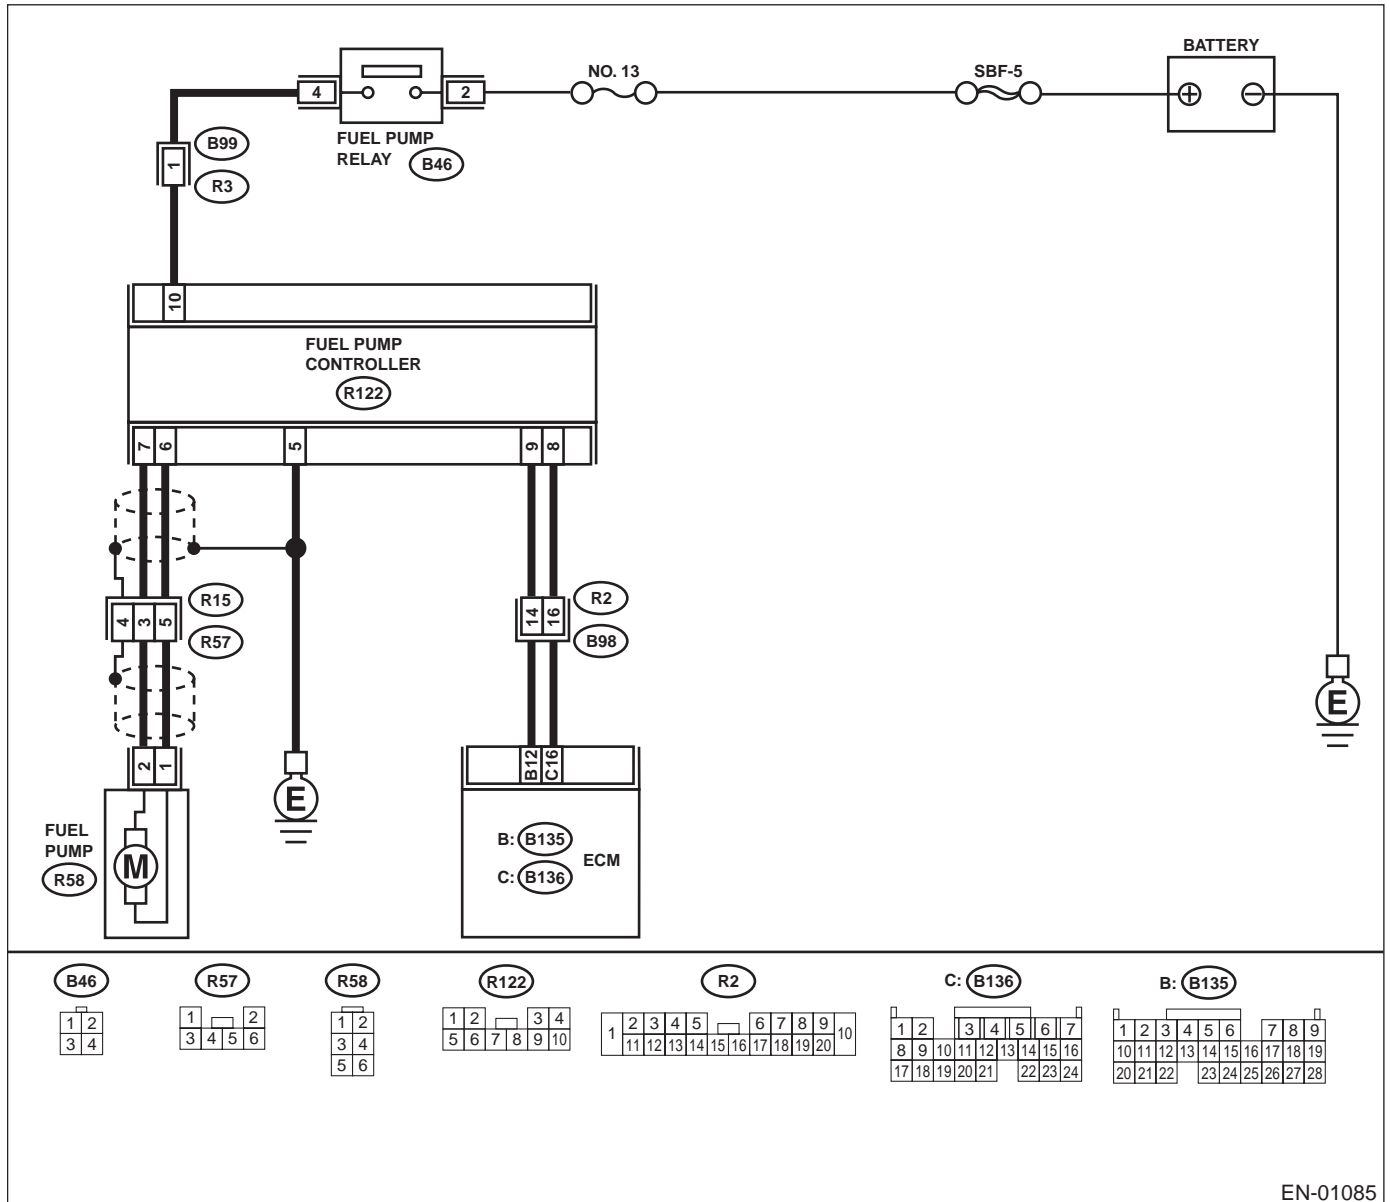 BATTERY
NO. 13
SBF-5
4
2
FUEL PUMP
RELAY
B46
B99
1
R3
10
FUEL PUMP
CONTROLLER
R122
7 6 5 9 8
R15
4 3 5
R57
R2
14 16
B98
2 1
B12 C16
E
E
FUEL
PUMP
R58
M
B: B135
ECM
C: B136
B46
1 2
3 4
R57
1 2
3 4 5 6
R58
1 2
3 4
5 6
R122
1 2 3 4
5 6 7 8 9 10
R2
1 2 3 4 5 6 7 8 9 10
11 12 13 14 15 16 17 18 19 20
C: B136
1 2 3 4 5 6 7
8 9 10 11 12 13 14 15 16
17 18 19 20 21 22 23 24
B: B135
1 2 3 4 5 6 7 8 9
10 11 12 13 14 15 16 17 18 19
20 21 22 23 24 25 26 27 28
EN-01085